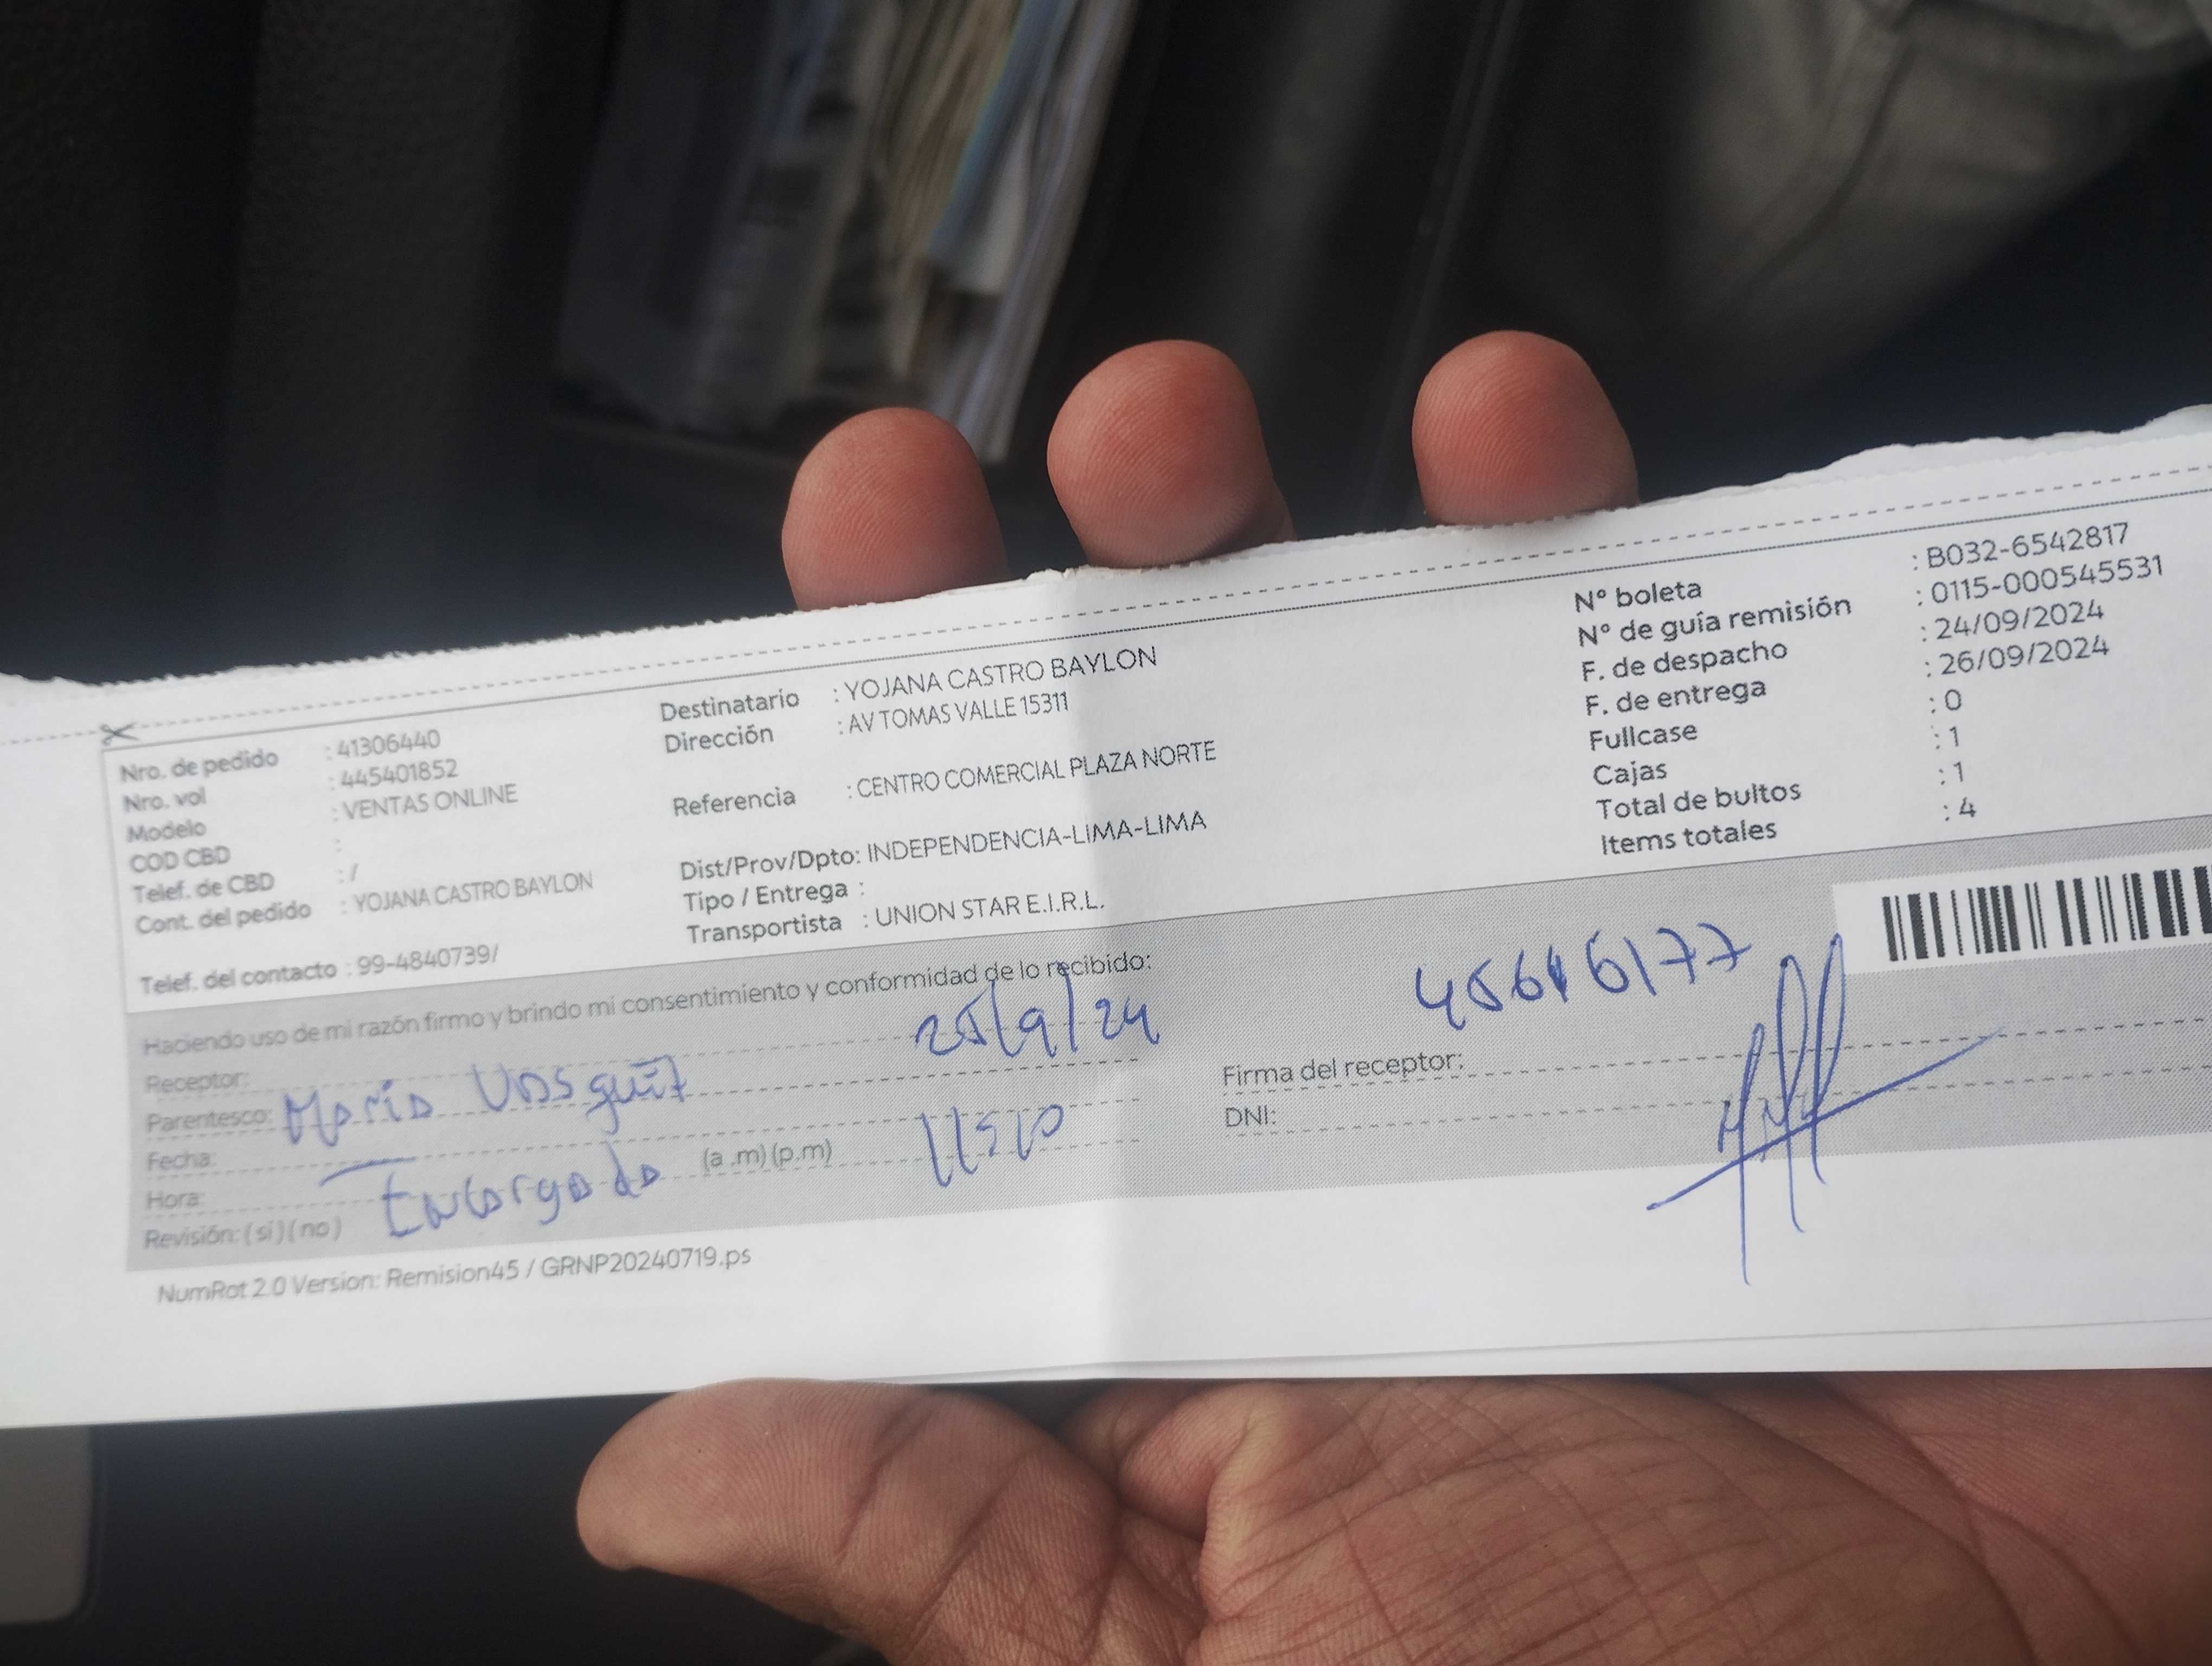 Nro. de pedido : 41306440
Nro. vol : 445401852
Modelo : VENTAS ONLINE
COD CBD :
Telef. de CBD : /
Cont. del pedido : YOJANA CASTRO BAYLON
Telef. del contacto : 99-4840739/
Destinatario : YOJANA CASTRO BAYLON
Dirección : AV TOMAS VALLE 15311
Referencia : CENTRO COMERCIAL PLAZA NORTE
Dist/Prov/Dpto: INDEPENDENCIA-LIMA-LIMA
Tipo / Entrega :
Transportista : UNION STAR E.I.R.L.
N° boleta : B032-6542817
N° de guía remisión : 0115-000545531
F. de despacho : 24/09/2024
F. de entrega : 26/09/2024
Fullcase : 0
Cajas : 1
Total de bultos : 1
Items totales : 4
Haciendo uso de mi razón firmo y brindo mi consentimiento y conformidad de lo recibido:
Receptor:
25/9/24
Parentesco: María
Fecha:
Hora: (a .m) (p.m)
Revisión: ( si ) ( no ) Encargado
Firma del receptor:
DNI:
NumRot 2.0 Version: Remision45 / GRNP20240719.ps